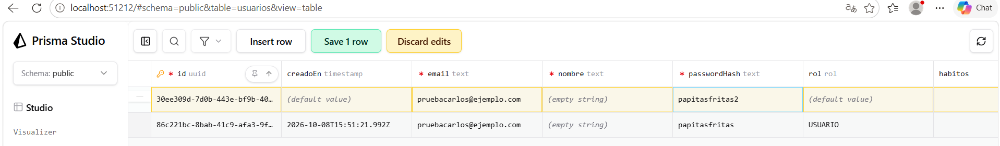 localhost:51212/#schema=public&table=usuarios&view=table
aあ
Chat
Prisma Studio
Insert row
Save 1 row
Discard edits
Schema: public
* id uuid
creadoEn timestamp
* email text
* nombre text
* passwordHash text
rol rol
habitos
30ee309d-7d0b-443e-bf9b-40…
(default value)
pruebacarlos@ejemplo.com
(empty string)
papitasfritas2
(default value)
Studio
86c221bc-8bab-41c9-afa3-9f…
2026-10-08T15:51:21.992Z
pruebacarlos@ejemplo.com
(empty string)
papitasfritas
USUARIO
Visualizer